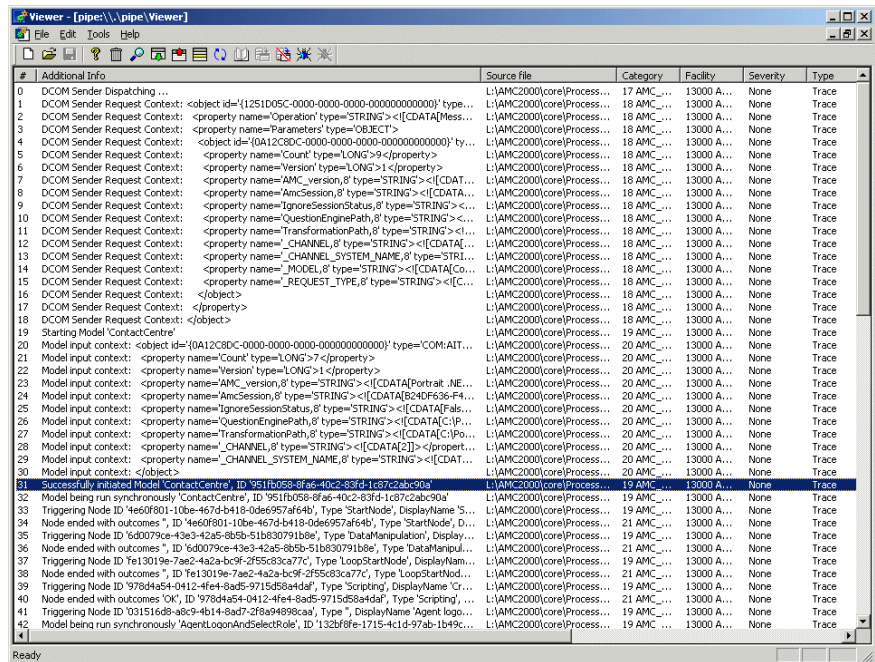 Viewer - [pipe:\\.\pipe\Viewer]
File Edit Tools Help
# Additional Info Source file Category Facility Severity Type
0 DCOM Sender Dispatching ... L:\AMC2000\core\Process... 17 AMC_... 13000 A... None Trace
1 DCOM Sender Request Context: <object id='{1251D05C-0000-0000-0000-000000000000}' type... L:\AMC2000\core\Process... 18 AMC_... 13000 A... None Trace
2 DCOM Sender Request Context: <property name='Operation' type='STRING'><![CDATA[Mess... L:\AMC2000\core\Process... 18 AMC_... 13000 A... None Trace
3 DCOM Sender Request Context: <property name='Parameters' type='OBJECT'> L:\AMC2000\core\Process... 18 AMC_... 13000 A... None Trace
4 DCOM Sender Request Context: <object id='{0A12C8DC-0000-0000-0000-000000000000}' ty... L:\AMC2000\core\Process... 18 AMC_... 13000 A... None Trace
5 DCOM Sender Request Context: <property name='Count' type='LONG'>9</property> L:\AMC2000\core\Process... 18 AMC_... 13000 A... None Trace
6 DCOM Sender Request Context: <property name='Version' type='LONG'>1</property> L:\AMC2000\core\Process... 18 AMC_... 13000 A... None Trace
7 DCOM Sender Request Context: <property name='AMC_version,8' type='STRING'><![CDAT... L:\AMC2000\core\Process... 18 AMC_... 13000 A... None Trace
8 DCOM Sender Request Context: <property name='AmcSession,8' type='STRING'><![CDATA... L:\AMC2000\core\Process... 18 AMC_... 13000 A... None Trace
9 DCOM Sender Request Context: <property name='IgnoreSessionStatus,8' type='STRING'><... L:\AMC2000\core\Process... 18 AMC_... 13000 A... None Trace
10 DCOM Sender Request Context: <property name='QuestionEnginePath,8' type='STRING'><... L:\AMC2000\core\Process... 18 AMC_... 13000 A... None Trace
11 DCOM Sender Request Context: <property name='TransformationPath,8' type='STRING'><!... L:\AMC2000\core\Process... 18 AMC_... 13000 A... None Trace
12 DCOM Sender Request Context: <property name='_CHANNEL,8' type='STRING'><![CDATA[... L:\AMC2000\core\Process... 18 AMC_... 13000 A... None Trace
13 DCOM Sender Request Context: <property name='_CHANNEL_SYSTEM_NAME,8' type='STRI... L:\AMC2000\core\Process... 18 AMC_... 13000 A... None Trace
14 DCOM Sender Request Context: <property name='_MODEL,8' type='STRING'><![CDATA[Co... L:\AMC2000\core\Process... 18 AMC_... 13000 A... None Trace
15 DCOM Sender Request Context: <property name='_REQUEST_TYPE,8' type='STRING'><![C... L:\AMC2000\core\Process... 18 AMC_... 13000 A... None Trace
16 DCOM Sender Request Context: </object> L:\AMC2000\core\Process... 18 AMC_... 13000 A... None Trace
17 DCOM Sender Request Context: </property> L:\AMC2000\core\Process... 18 AMC_... 13000 A... None Trace
18 DCOM Sender Request Context: </object> L:\AMC2000\core\Process... 18 AMC_... 13000 A... None Trace
19 Starting Model 'ContactCentre' L:\AMC2000\core\Process... 19 AMC_... 13000 A... None Trace
20 Model input context: <object id='{0A12C8DC-0000-0000-0000-000000000000}' type='COM:AIT... L:\AMC2000\core\Process... 20 AMC_... 13000 A... None Trace
21 Model input context: <property name='Count' type='LONG'>7</property> L:\AMC2000\core\Process... 20 AMC_... 13000 A... None Trace
22 Model input context: <property name='Version' type='LONG'>1</property> L:\AMC2000\core\Process... 20 AMC_... 13000 A... None Trace
23 Model input context: <property name='AMC_version,8' type='STRING'><![CDATA[Portrait .NE... L:\AMC2000\core\Process... 20 AMC_... 13000 A... None Trace
24 Model input context: <property name='AmcSession,8' type='STRING'><![CDATA[B24DF636-F4... L:\AMC2000\core\Process... 20 AMC_... 13000 A... None Trace
25 Model input context: <property name='IgnoreSessionStatus,8' type='STRING'><![CDATA[Fals... L:\AMC2000\core\Process... 20 AMC_... 13000 A... None Trace
26 Model input context: <property name='QuestionEnginePath,8' type='STRING'><![CDATA[C:\P... L:\AMC2000\core\Process... 20 AMC_... 13000 A... None Trace
27 Model input context: <property name='TransformationPath,8' type='STRING'><![CDATA[C:\Po... L:\AMC2000\core\Process... 20 AMC_... 13000 A... None Trace
28 Model input context: <property name='_CHANNEL,8' type='STRING'><![CDATA[2]]></propert... L:\AMC2000\core\Process... 20 AMC_... 13000 A... None Trace
29 Model input context: <property name='_CHANNEL_SYSTEM_NAME,8' type='STRING'><![CDATA... L:\AMC2000\core\Process... 20 AMC_... 13000 A... None Trace
30 Model input context: </object> L:\AMC2000\core\Process... 20 AMC_... 13000 A... None Trace
31 Successfully initiated Model 'ContactCentre', ID '951fb058-8fa6-40c2-83fd-1c87c2abc90a' L:\AMC2000\core\Process... 19 AMC_... 13000 A... None Trace
32 Model being run synchronously 'ContactCentre', ID '951fb058-8fa6-40c2-83fd-1c87c2abc90a' L:\AMC2000\core\Process... 19 AMC_... 13000 A... None Trace
33 Triggering Node ID '4e60f801-10be-467d-b418-0de6957af64b', Type 'StartNode', DisplayName 'S... L:\AMC2000\core\Process... 19 AMC_... 13000 A... None Trace
34 Node ended with outcomes '', ID '4e60f801-10be-467d-b418-0de6957af64b', Type 'StartNode', D... L:\AMC2000\core\Process... 21 AMC_... 13000 A... None Trace
35 Triggering Node ID '6d0079ce-43e3-42a5-8b5b-51b830791b8e', Type 'DataManipulation', Display... L:\AMC2000\core\Process... 19 AMC_... 13000 A... None Trace
36 Node ended with outcomes '', ID '6d0079ce-43e3-42a5-8b5b-51b830791b8e', Type 'DataManipul... L:\AMC2000\core\Process... 21 AMC_... 13000 A... None Trace
37 Triggering Node ID 'fe13019e-7ae2-4a2a-bc9f-2f55c83ca77c', Type 'LoopStartNode', DisplayNam... L:\AMC2000\core\Process... 19 AMC_... 13000 A... None Trace
38 Node ended with outcomes '', ID 'fe13019e-7ae2-4a2a-bc9f-2f55c83ca77c', Type 'LoopStartNod... L:\AMC2000\core\Process... 21 AMC_... 13000 A... None Trace
39 Triggering Node ID '978d4a54-0412-4fe4-8ad5-9715d58a4daf', Type 'Scripting', DisplayName 'Cr... L:\AMC2000\core\Process... 19 AMC_... 13000 A... None Trace
40 Node ended with outcomes 'OK', ID '978d4a54-0412-4fe4-8ad5-9715d58a4daf', Type 'Scripting', ... L:\AMC2000\core\Process... 21 AMC_... 13000 A... None Trace
41 Triggering Node ID '031516d8-a8c9-4b14-8ad7-2f8a94898caa', Type '', DisplayName 'Agent logo... L:\AMC2000\core\Process... 19 AMC_... 13000 A... None Trace
42 Model being run synchronously 'AgentLogonAndSelectRole', ID '132bf8fe-1715-4c1d-97ab-1b49c... L:\AMC2000\core\Process... 19 AMC_... 13000 A... None Trace
Ready